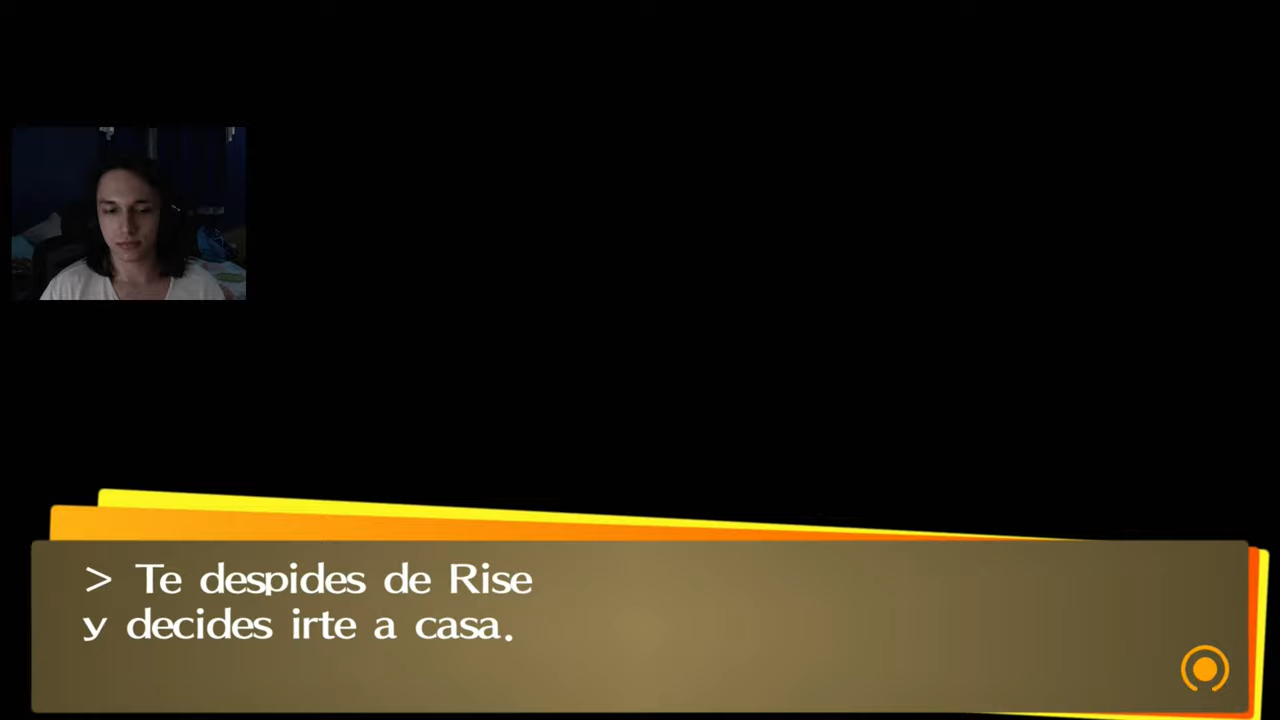 > Te despides de Rise
y decides irte a casa.